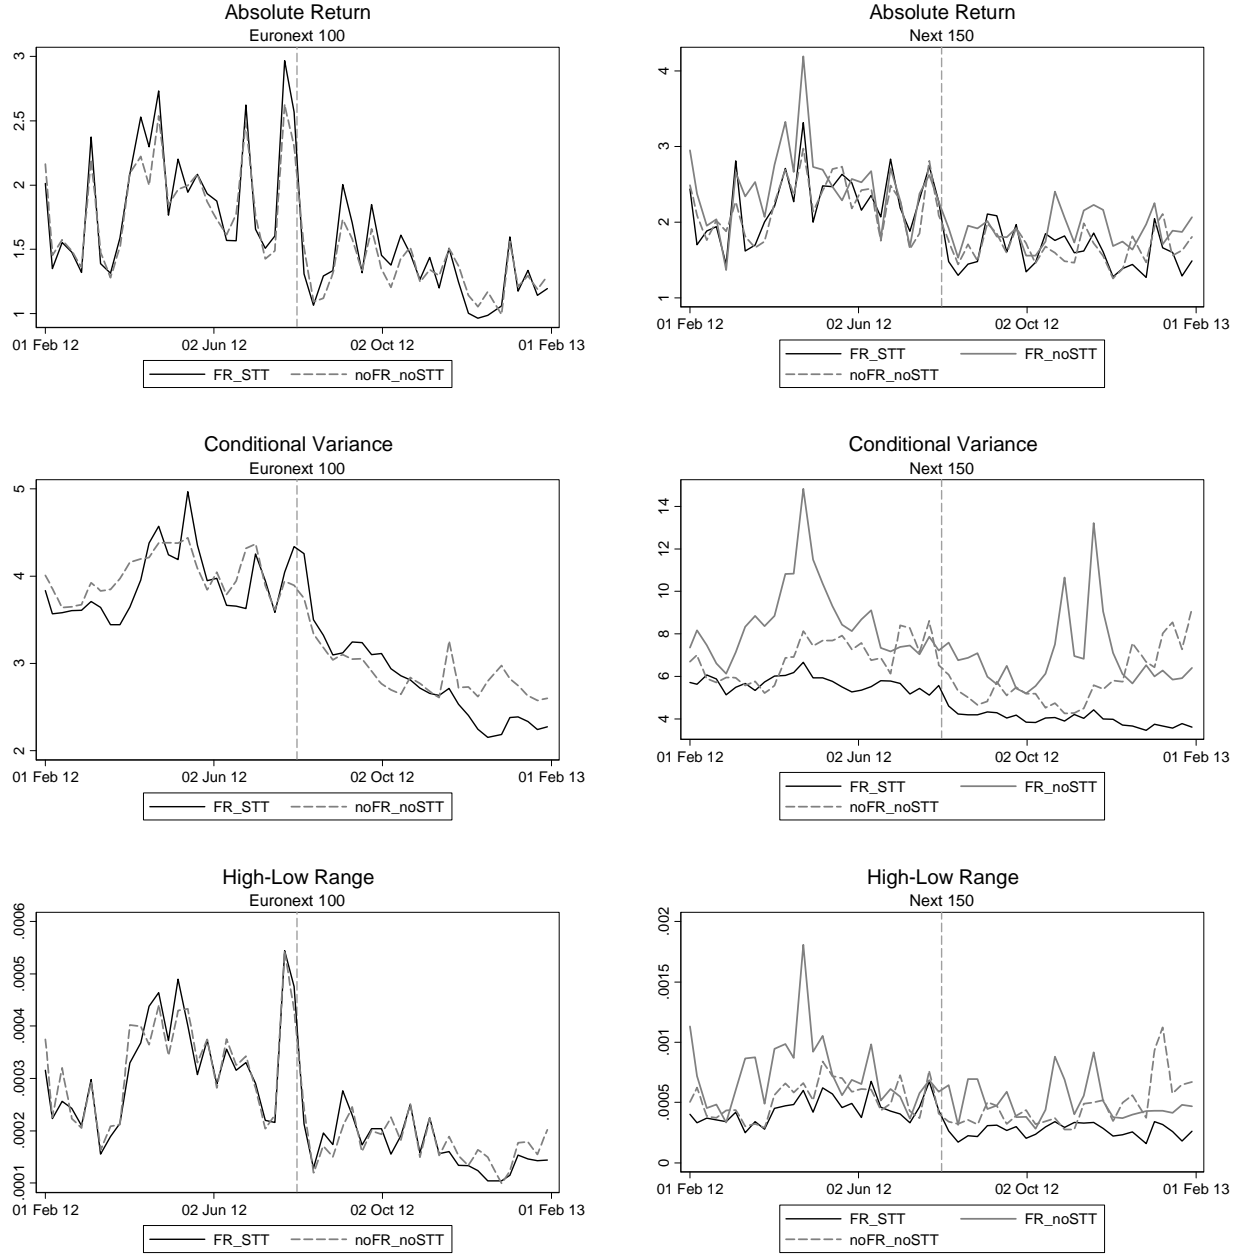 Absolute Return
Euronext 100
3
2.5
2
1.5
1
01 Feb 12 02 Jun 12 02 Oct 12 01 Feb 13
FR_STT noFR_noSTT
Absolute Return
Next 150
4
3
2
1
01 Feb 12 02 Jun 12 02 Oct 12 01 Feb 13
FR_STT FR_noSTT
noFR_noSTT
Conditional Variance
Euronext 100
5
4
3
2
01 Feb 12 02 Jun 12 02 Oct 12 01 Feb 13
FR_STT noFR_noSTT
Conditional Variance
Next 150
14
12
10
8
6
4
01 Feb 12 02 Jun 12 02 Oct 12 01 Feb 13
FR_STT FR_noSTT
noFR_noSTT
High-Low Range
Euronext 100
.0006
.0005
.0004
.0003
.0002
.0001
01 Feb 12 02 Jun 12 02 Oct 12 01 Feb 13
FR_STT noFR_noSTT
High-Low Range
Next 150
.002
.0015
.001
.0005
0
01 Feb 12 02 Jun 12 02 Oct 12 01 Feb 13
FR_STT FR_noSTT
noFR_noSTT